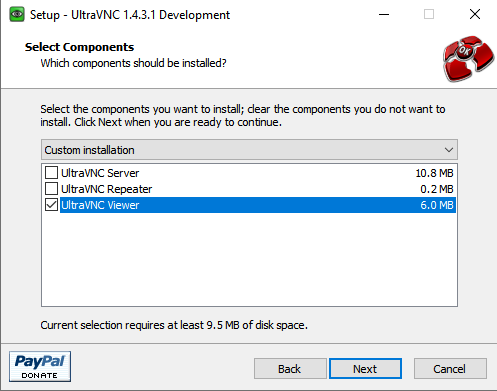 Setup - UltraVNC 1.4.3.1 Development
Select Components
Which components should be installed?
OK
Select the components you want to install; clear the components you do not want to
install. Click Next when you are ready to continue.
Custom installation
UltraVNC Server 10.8 MB
UltraVNC Repeater 0.2 MB
UltraVNC Viewer 6.0 MB
Current selection requires at least 9.5 MB of disk space.
PayPal
DONATE
Back Next Cancel